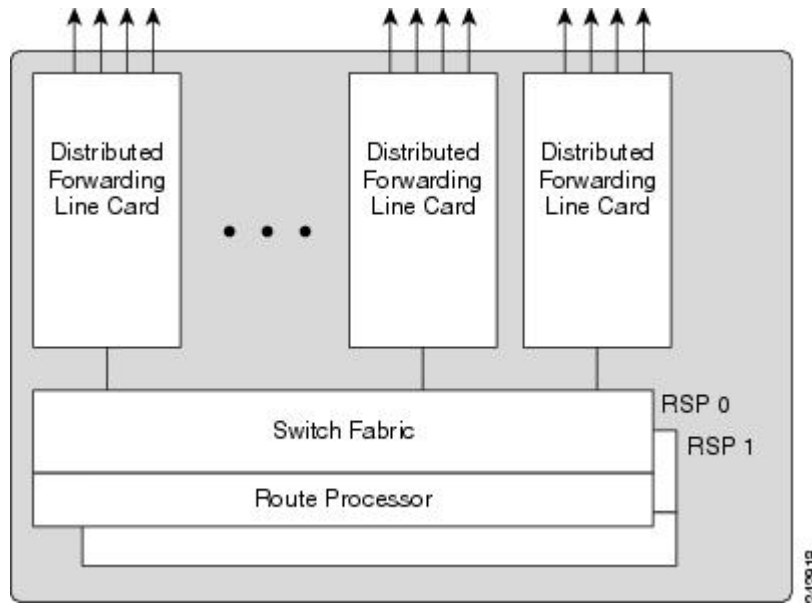 Distributed
Forwarding
Line Card
Distributed
Forwarding
Line Card
Distributed
Forwarding
Line Card
Switch Fabric
RSP 0
RSP 1
Route Processor